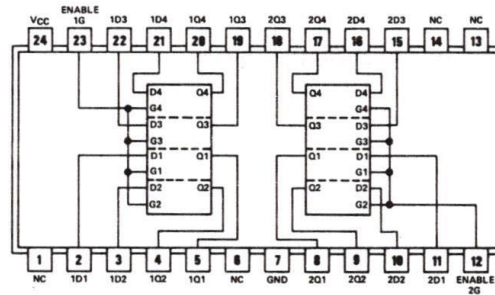 ENABLE
VCC 1G 1D3 1D4 1Q4 1Q3 2Q3 2Q4 2D4 2D3 NC NC
24 23 22 21 20 19 18 17 16 15 14 13
D4 Q4 Q4 D4
G4 G4
D3 Q3 Q3 D3
G3 G3
D1 Q1 Q1 D1
G1 G1
D2 Q2 Q2 D2
G2 G2
1 2 3 4 5 6 7 8 9 10 11 12
NC 1D1 1D2 1Q2 1Q1 NC GND 2Q1 2Q2 2D2 2D1 ENABLE
2G